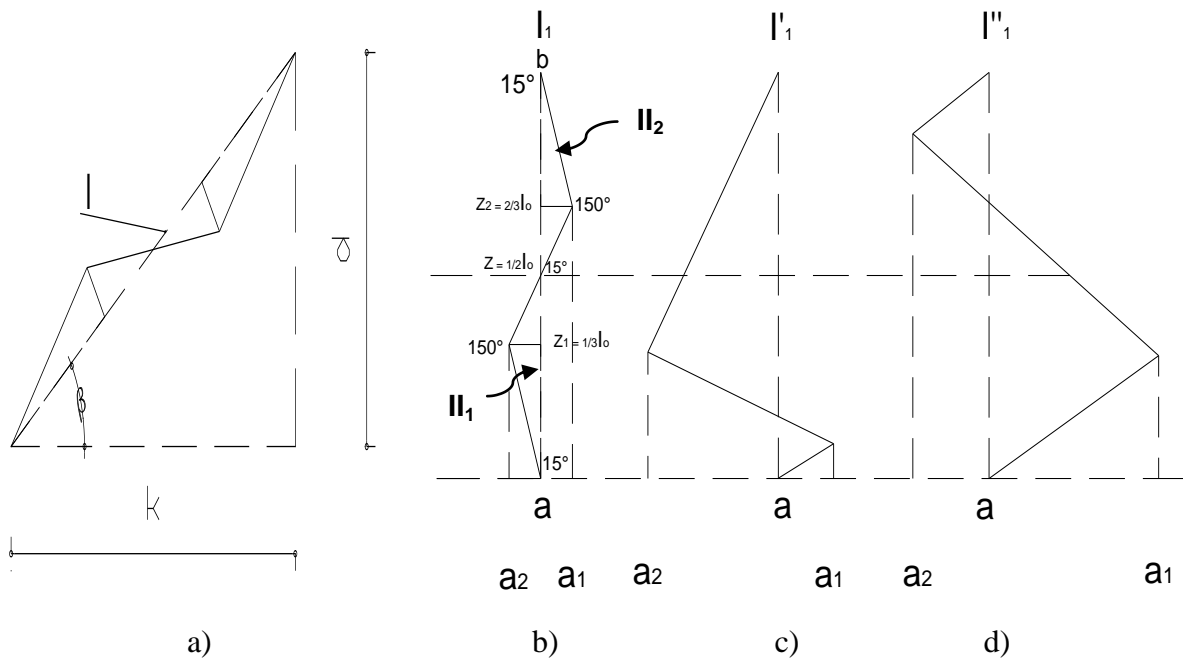 l
β
k
d
l₁
b
15°
II₂
Z₂ = 2/3lₒ
150°
Z = 1/2lₒ
15°
150°
Z₁ = 1/3lₒ
II₁
15°
a
a₂
a₁
l'₁
a
a₂
a₁
l''₁
a
a₂
a₁
a)
b)
c)
d)